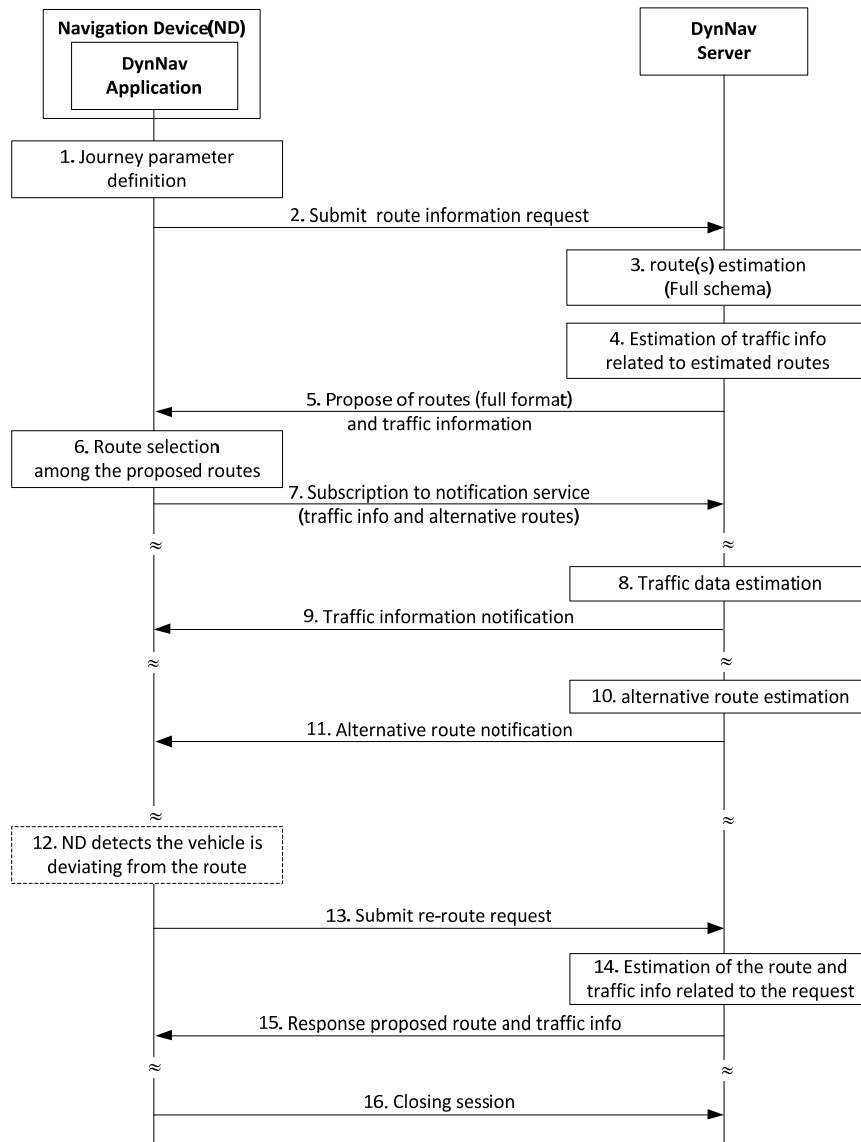 Navigation Device(ND)
DynNav
Application
DynNav
Server
1. Journey parameter
definition
2. Submit route information request
3. route(s) estimation
(Full schema)
4. Estimation of traffic info
related to estimated routes
5. Propose of routes (full format)
and traffic information
6. Route selection
among the proposed routes
7. Subscription to notification service
(traffic info and alternative routes)
≈ ≈
8. Traffic data estimation
9. Traffic information notification
≈ ≈
10. alternative route estimation
11. Alternative route notification
≈ ≈
12. ND detects the vehicle is
deviating from the route
13. Submit re-route request
14. Estimation of the route and
traffic info related to the request
15. Response proposed route and traffic info
≈ ≈
16. Closing session